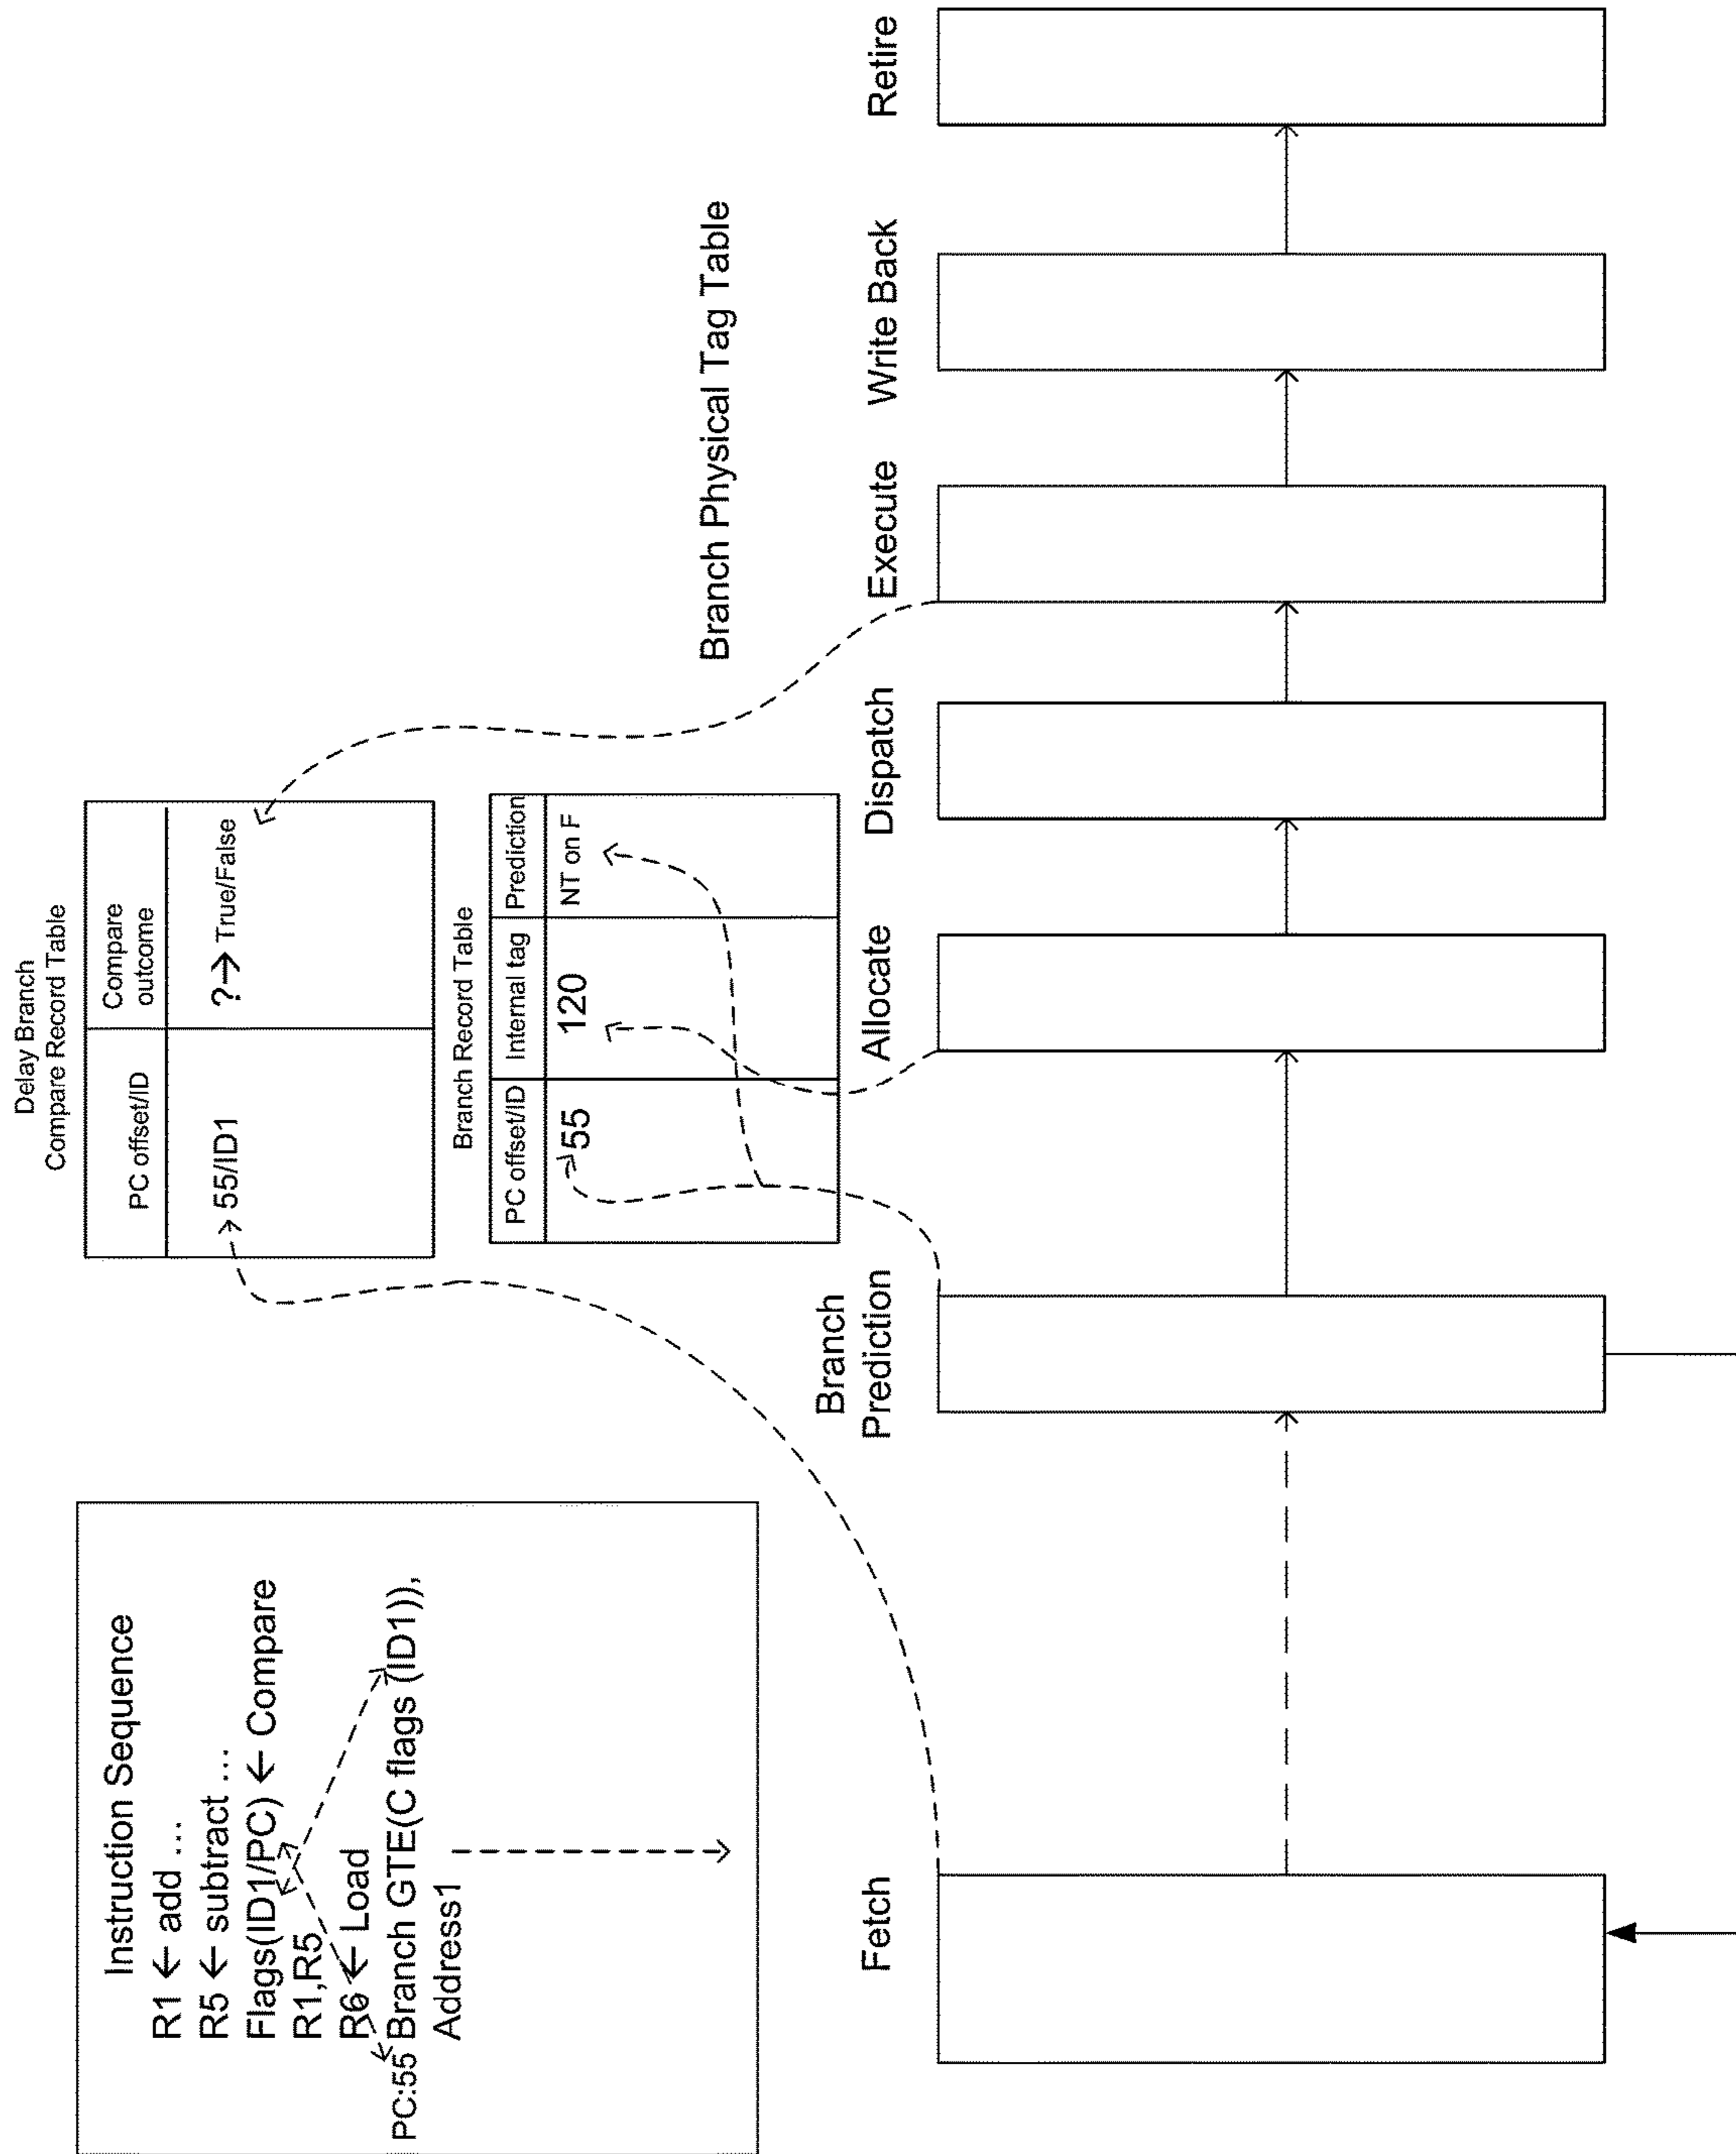 Instruction Sequence
R1 ← add ...
R5 ← subtract ...
Flags(ID1/PC) ← Compare
R1,R5
R6 ← Load
PC:55 Branch GTE(C flags (ID1)),
Address1
Delay Branch
Compare Record Table
PC offset/ID
Compare
outcome
55/ID1
?→ True/False
Branch Record Table
PC offset/ID
Internal tag
Prediction
55
120
NT on F
Branch Physical Tag Table
Fetch
Branch
Prediction
Allocate
Dispatch
Execute
Write Back
Retire